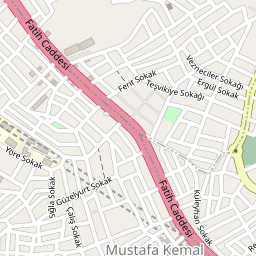 Fatih Caddesi
Ferit Sokak
Teşvikiye Sokağı
Vezneciler Sokağı
Ergül Sokak
Yöre Sokak
Sığla Sokak
Güzelyurt Sokak
Çalış Sokak
Fatih Caddesi
Küleyhan Sokak
Mustafa Kemal